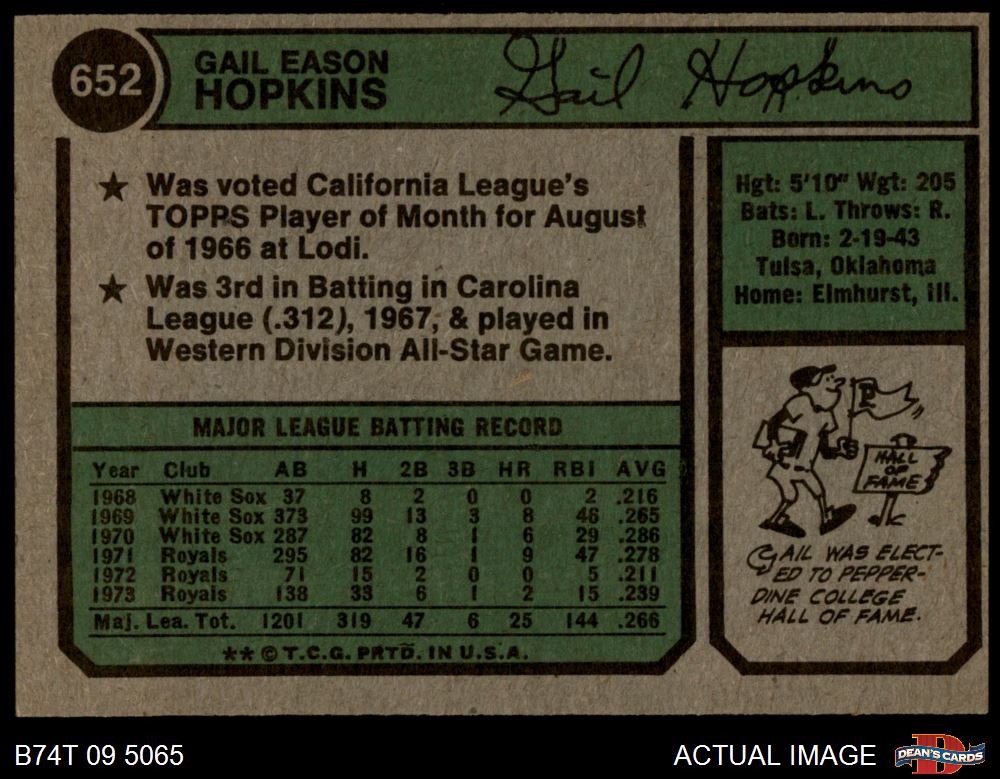 652
GAIL EASON
HOPKINS
Gail Hopkins
★ Was voted California League's
TOPPS Player of Month for August
of 1966 at Lodi.
★ Was 3rd in Batting in Carolina
League (.312), 1967, & played in
Western Division All-Star Game.
Hgt: 5'10" Wgt: 205
Bats: L. Throws: R.
Born: 2-19-43
Tulsa, Oklahoma
Home: Elmhurst, Ill.
MAJOR LEAGUE BATTING RECORD
Year Club AB H 2B 3B HR RBI AVG
1968 White Sox 37 8 2 0 0 2 .216
1969 White Sox 373 99 13 3 8 46 .265
1970 White Sox 287 82 8 1 6 29 .286
1971 Royals 295 82 16 1 9 47 .278
1972 Royals 71 15 2 0 0 5 .211
1973 Royals 138 33 6 1 2 15 .239
Maj. Lea. Tot. 1201 319 47 6 25 144 .266
** © T.C.G. PRTD. IN U.S.A.
P
HALL
OF
FAME
GAIL WAS ELECT-
ED TO PEPPER-
DINE COLLEGE
HALL OF FAME.
B74T 09 5065
ACTUAL IMAGE
DEAN'S CARDS